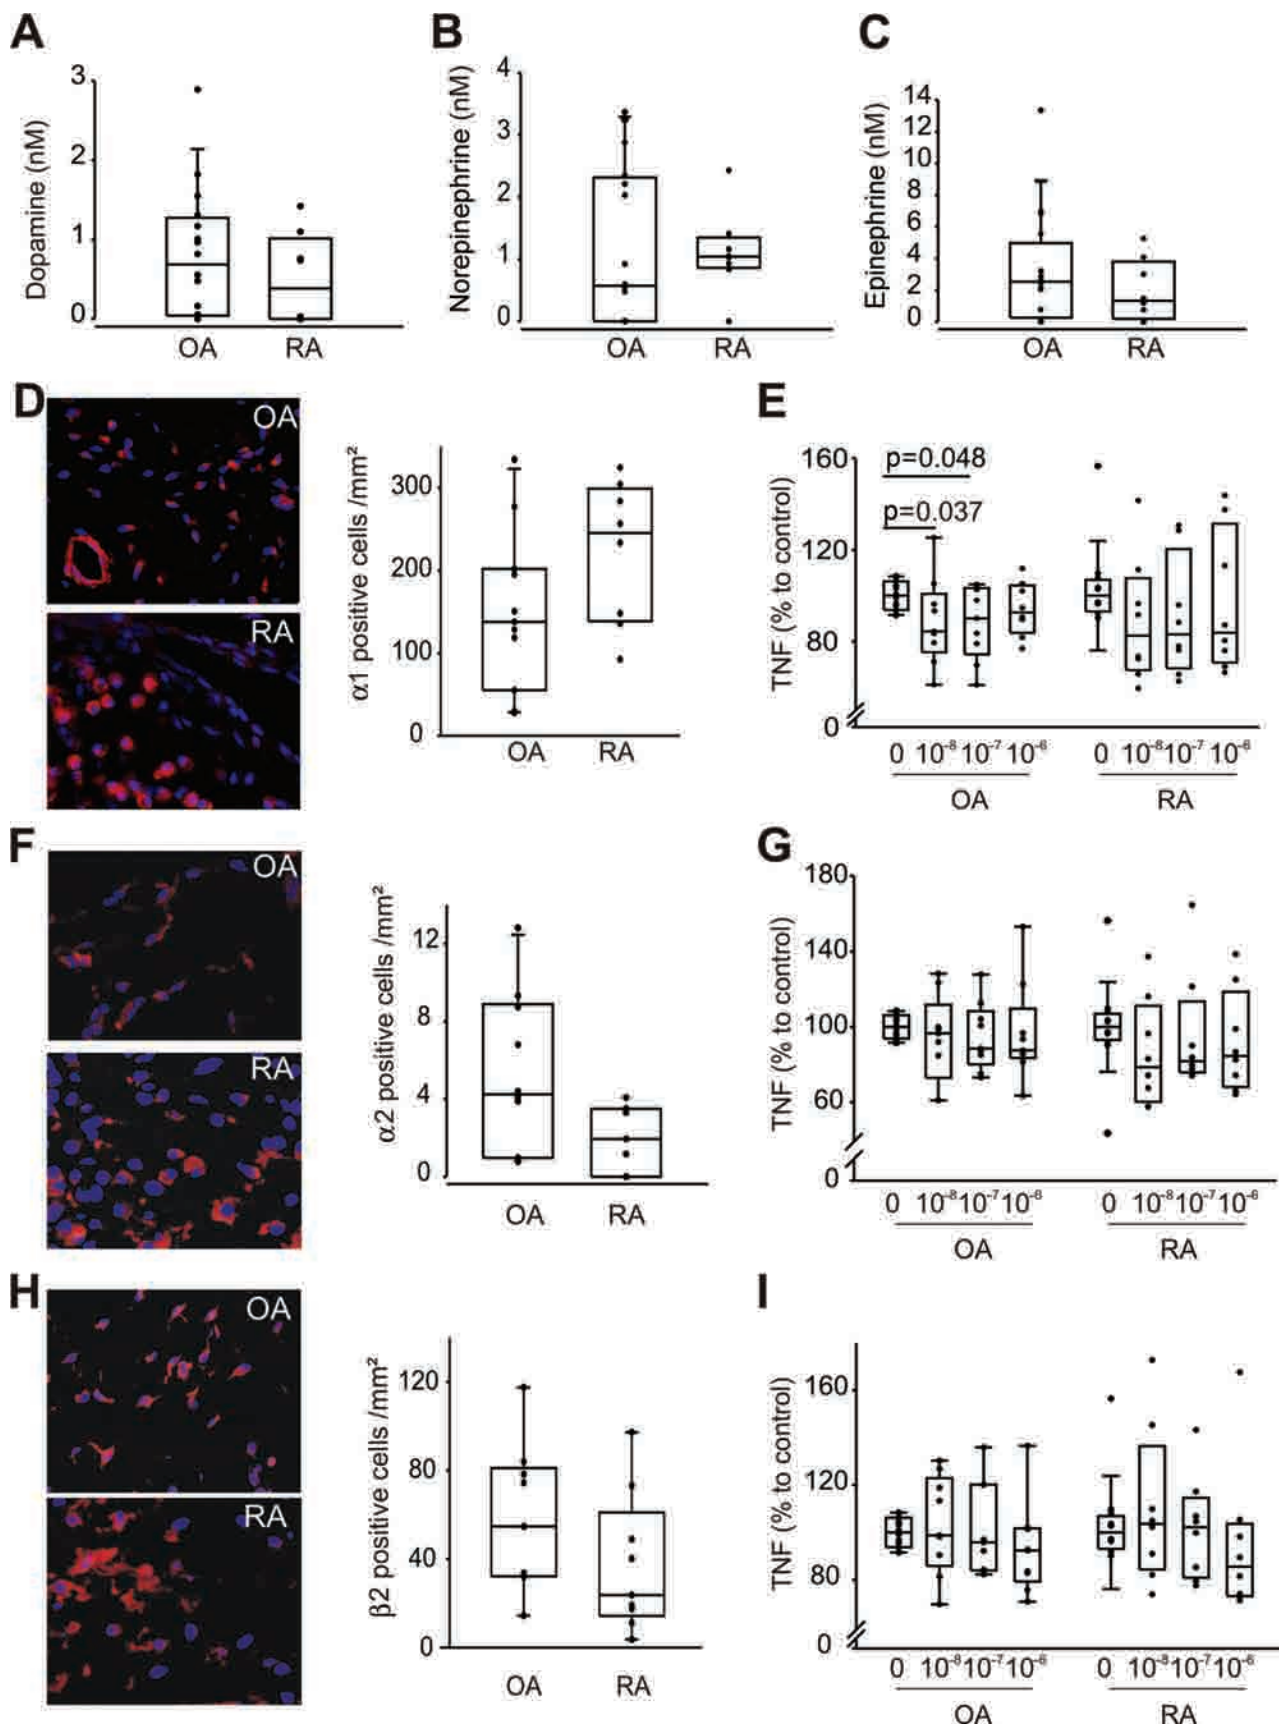 A
Dopamine (nM)
3
2
1
0
OA RA
B
Norepinephrine (nM)
4
3
2
1
0
OA RA
C
Epinephrine (nM)
14
12
10
8
6
4
2
0
OA RA
D
OA
RA
α1 positive cells /mm²
300
200
100
0
OA RA
E
TNF (% to control)
160
120
80
0
p=0.048
p=0.037
0 10⁻⁸ 10⁻⁷ 10⁻⁶ 0 10⁻⁸ 10⁻⁷ 10⁻⁶
OA RA
F
OA
RA
α2 positive cells /mm²
12
8
4
0
OA RA
G
TNF (% to control)
180
140
100
60
0
0 10⁻⁸ 10⁻⁷ 10⁻⁶ 0 10⁻⁸ 10⁻⁷ 10⁻⁶
OA RA
H
OA
RA
β2 positive cells /mm²
120
80
40
0
OA RA
I
TNF (% to control)
160
120
80
0
0 10⁻⁸ 10⁻⁷ 10⁻⁶ 0 10⁻⁸ 10⁻⁷ 10⁻⁶
OA RA